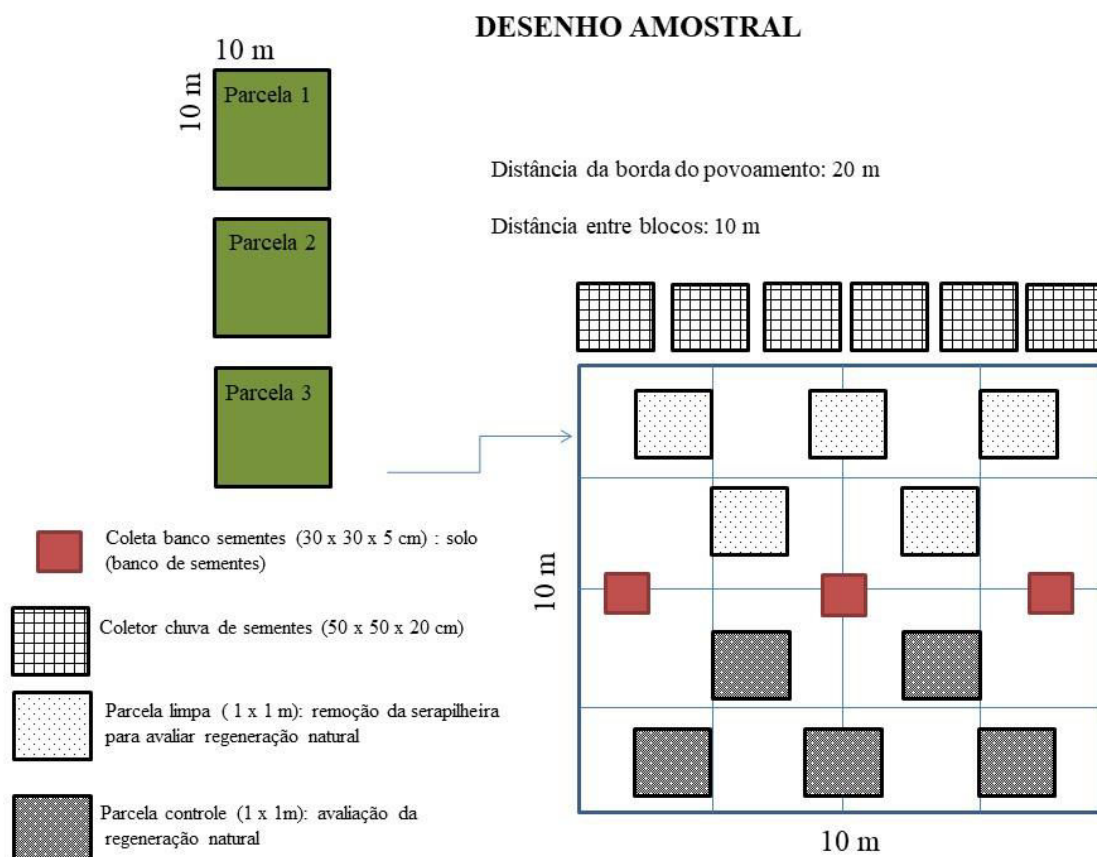 DESENHO AMOSTRAL
10 m
10 m
Parcela 1
Parcela 2
Parcela 3
Distância da borda do povoamento: 20 m
Distância entre blocos: 10 m
Coleta banco sementes (30 x 30 x 5 cm) : solo
(banco de sementes)
Coletor chuva de sementes (50 x 50 x 20 cm)
Parcela limpa ( 1 x 1 m): remoção da serapilheira
para avaliar regeneração natural
Parcela controle (1 x 1m): avaliação da
regeneração natural
10 m
10 m